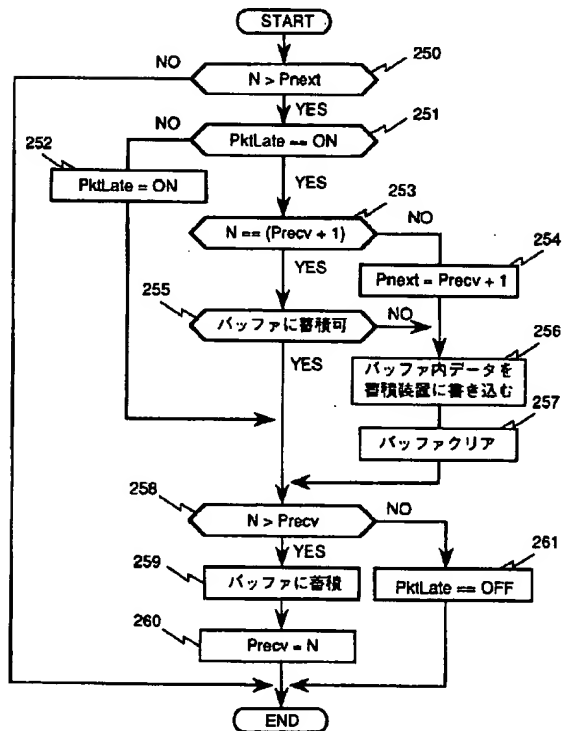 START
250
NO
N > Pnext
YES
251
NO
PktLate == ON
252
YES
PktLate = ON
253
N == (Precv + 1)
NO
254
YES
Pnext = Precv + 1
255
バッファに蓄積可
NO
256
YES
バッファ内データを
蓄積装置に書き込む
257
バッファクリア
258
N > Precv
NO
261
YES
259
バッファに蓄積
PktLate == OFF
260
Precv = N
END